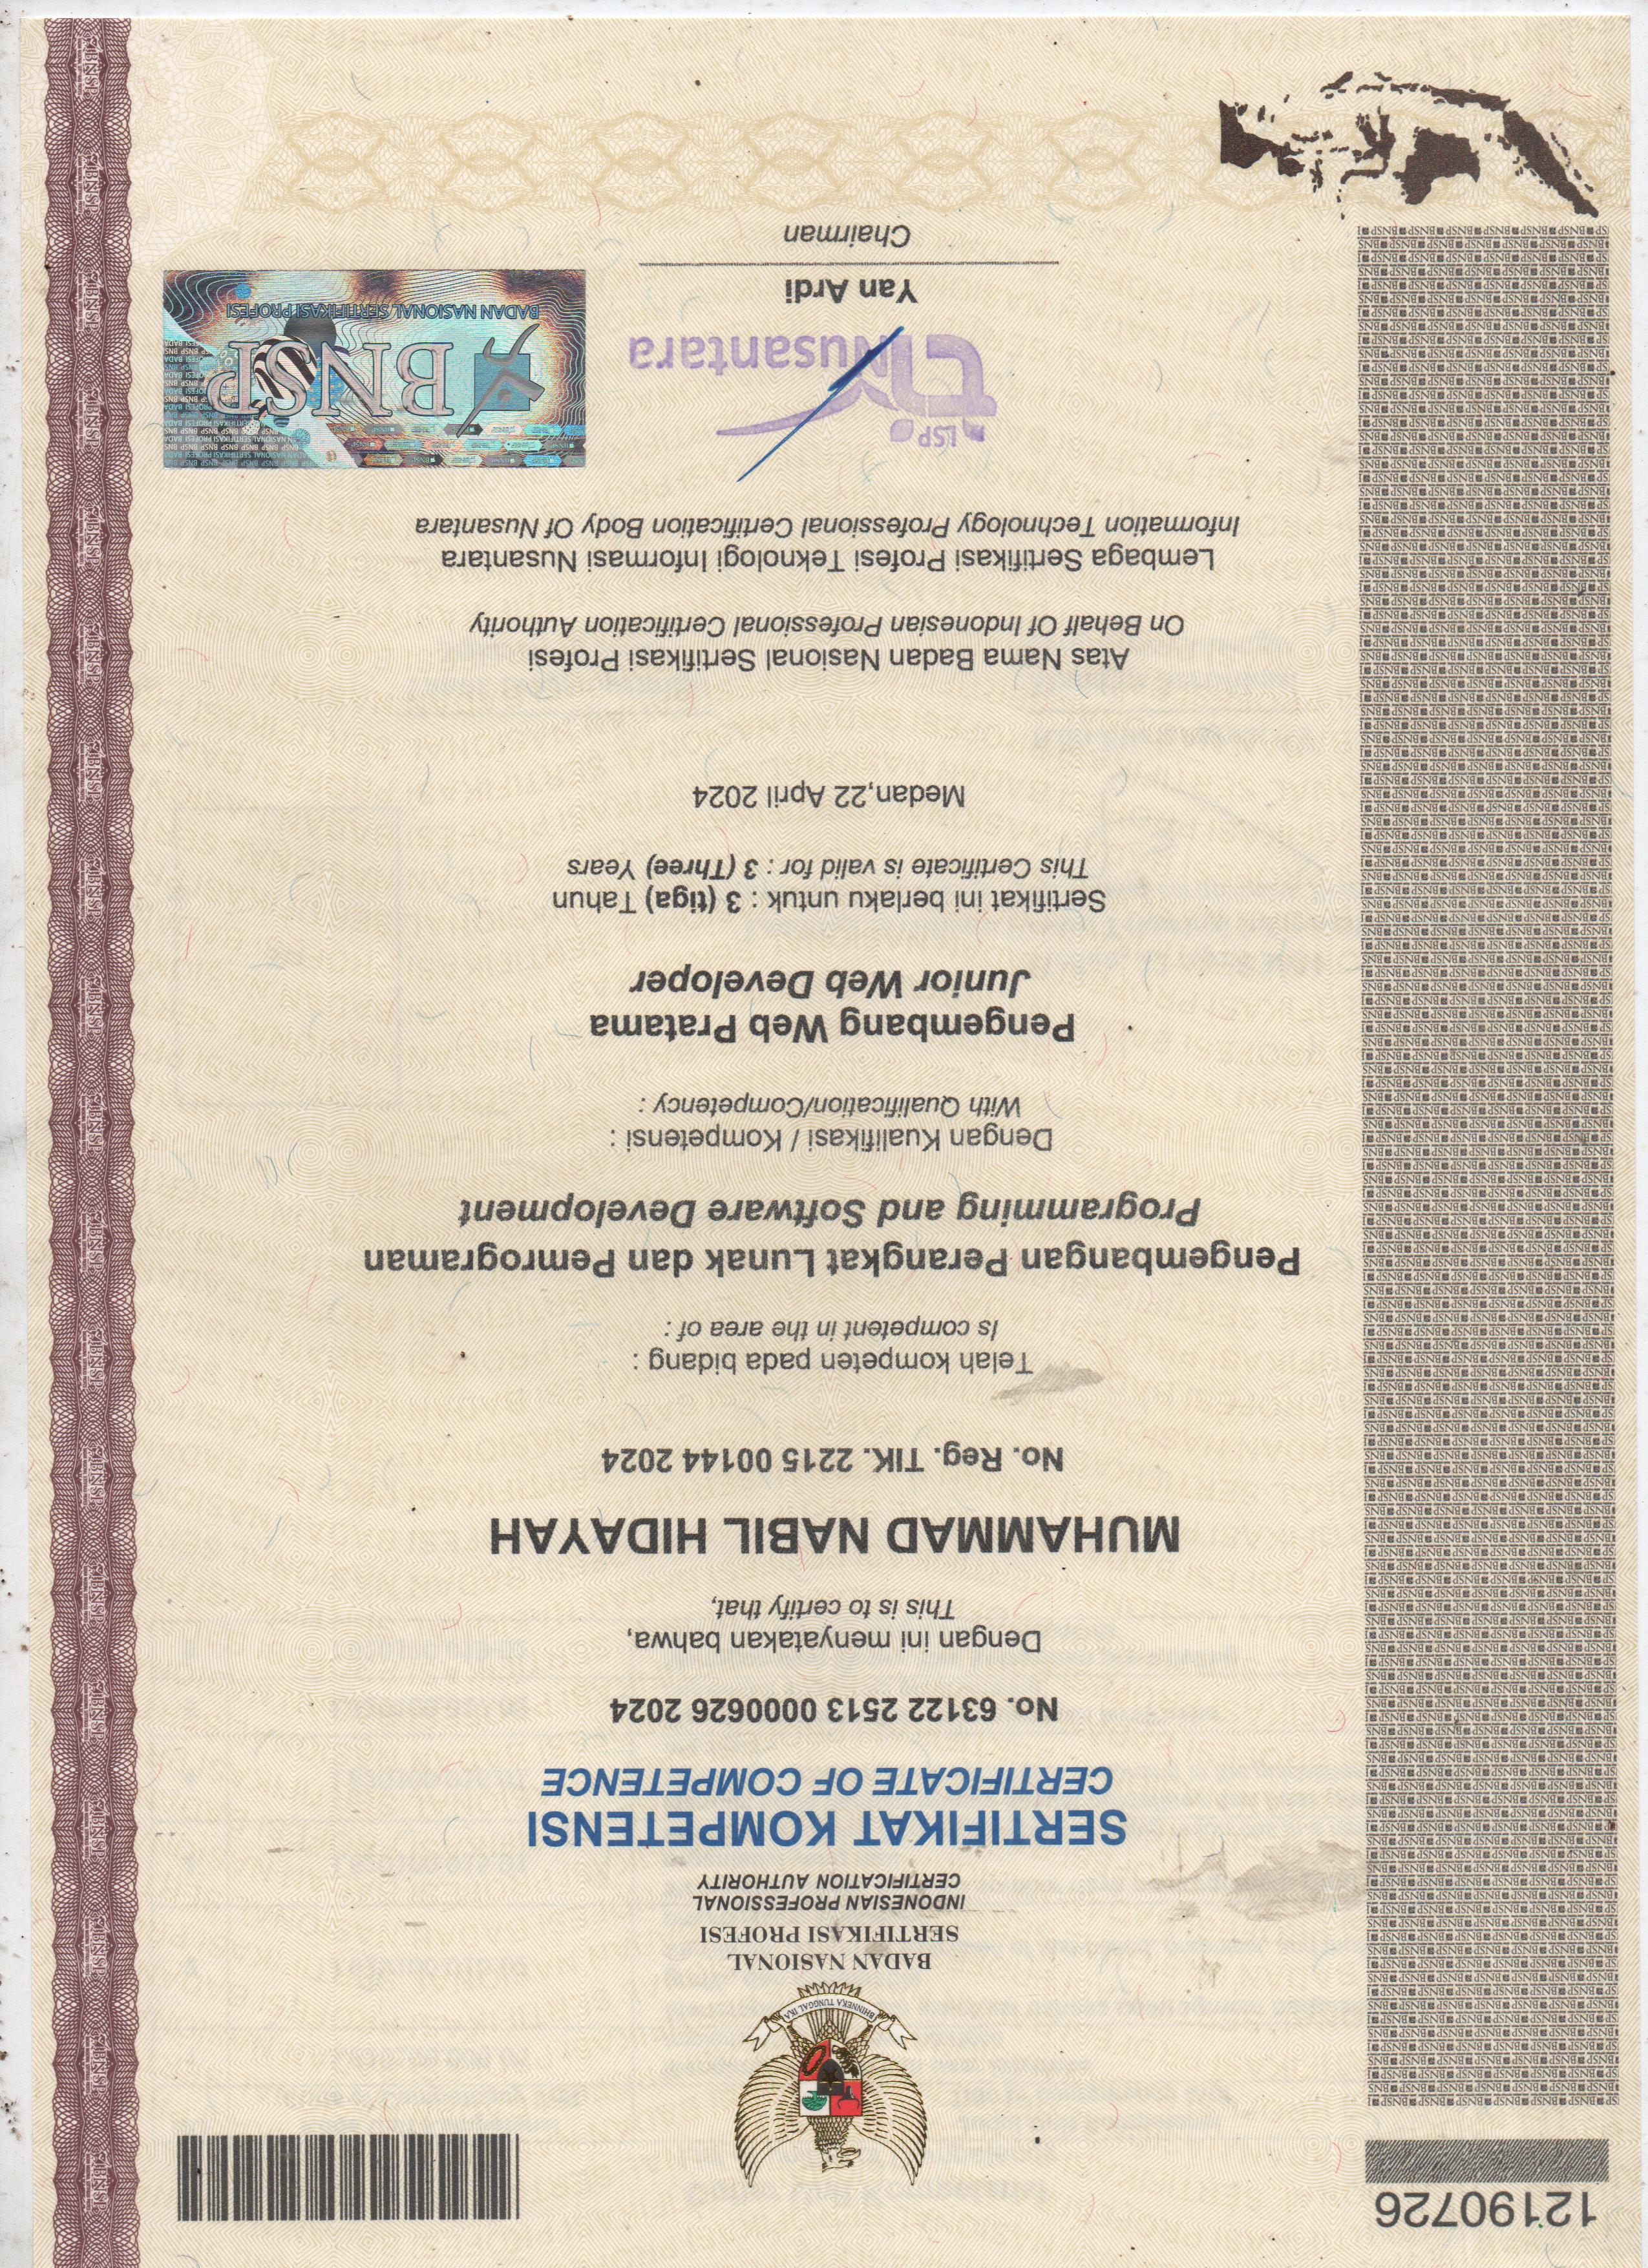 12190726
BHINNEKA TUNGGAL IKA
BADAN NASIONAL
SERTIFIKASI PROFESI
INDONESIAN PROFESSIONAL
CERTIFICATION AUTHORITY
SERTIFIKAT KOMPETENSI
CERTIFICATE OF COMPETENCE
No. 63122 2513 0000626 2024
Dengan ini menyatakan bahwa,
This is to certify that,
MUHAMMAD NABIL HIDAYAH
No. Reg. TIK. 2215 00144 2024
Telah kompeten pada bidang :
Is competent in the area of :
Pengembangan Perangkat Lunak dan Pemrograman
Programming and Software Development
Dengan Kualifikasi / Kompetensi :
With Qualification/Competency :
Pengembang Web Pratama
Junior Web Developer
Sertifikat ini berlaku untuk : 3 (tiga) Tahun
This Certificate is valid for : 3 (Three) Years
Medan,22 April 2024
Atas Nama Badan Nasional Sertifikasi Profesi
On Behalf Of Indonesian Professional Certification Authority
Lembaga Sertifikasi Profesi Teknologi Informasi Nusantara
Information Technology Professional Certification Body Of Nusantara
LSP
TI Nusantara
BNSP
BADAN NASIONAL SERTIFIKASI PROFESI
Yan Ardi
Chairman